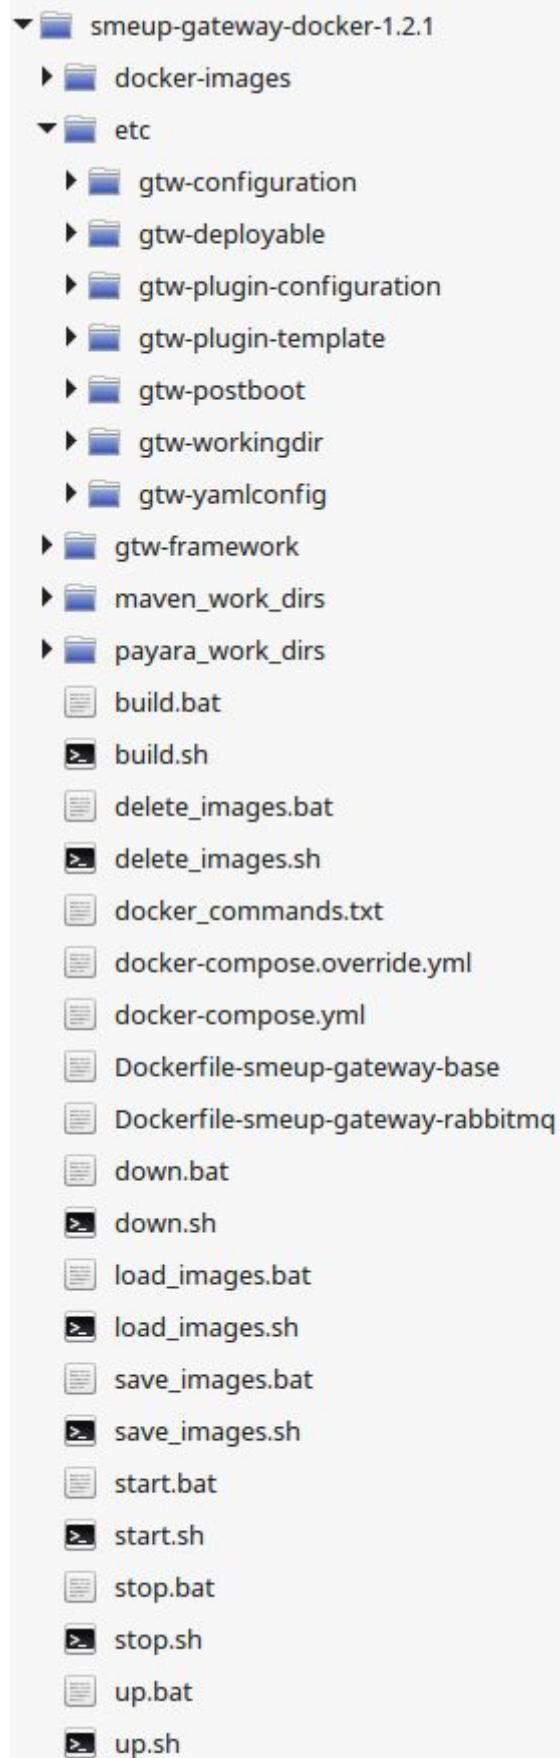 smeup-gateway-docker-1.2.1
docker-images
etc
gtw-configuration
gtw-deployable
gtw-plugin-configuration
gtw-plugin-template
gtw-postboot
gtw-workingdir
gtw-yamlconfig
gtw-framework
maven_work_dirs
payara_work_dirs
build.bat
build.sh
delete_images.bat
delete_images.sh
docker_commands.txt
docker-compose.override.yml
docker-compose.yml
Dockerfile-smeup-gateway-base
Dockerfile-smeup-gateway-rabbitmq
down.bat
down.sh
load_images.bat
load_images.sh
save_images.bat
save_images.sh
start.bat
start.sh
stop.bat
stop.sh
up.bat
up.sh